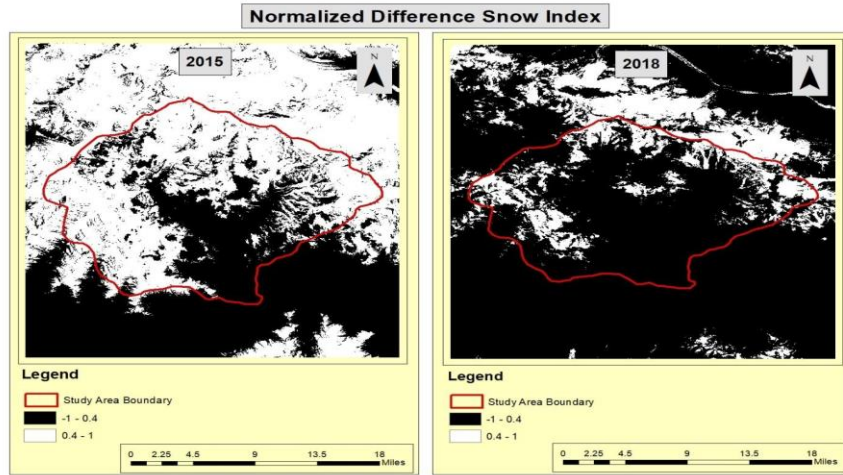 Normalized Difference Snow Index
2015
N
Legend
Study Area Boundary
-1 - 0.4
0.4 - 1
0 2.25 4.5 9 13.5 18
Miles
2018
N
Legend
Study Area Boundary
-1 - 0.4
0.4 - 1
0 2.25 4.5 9 13.5 18
Miles